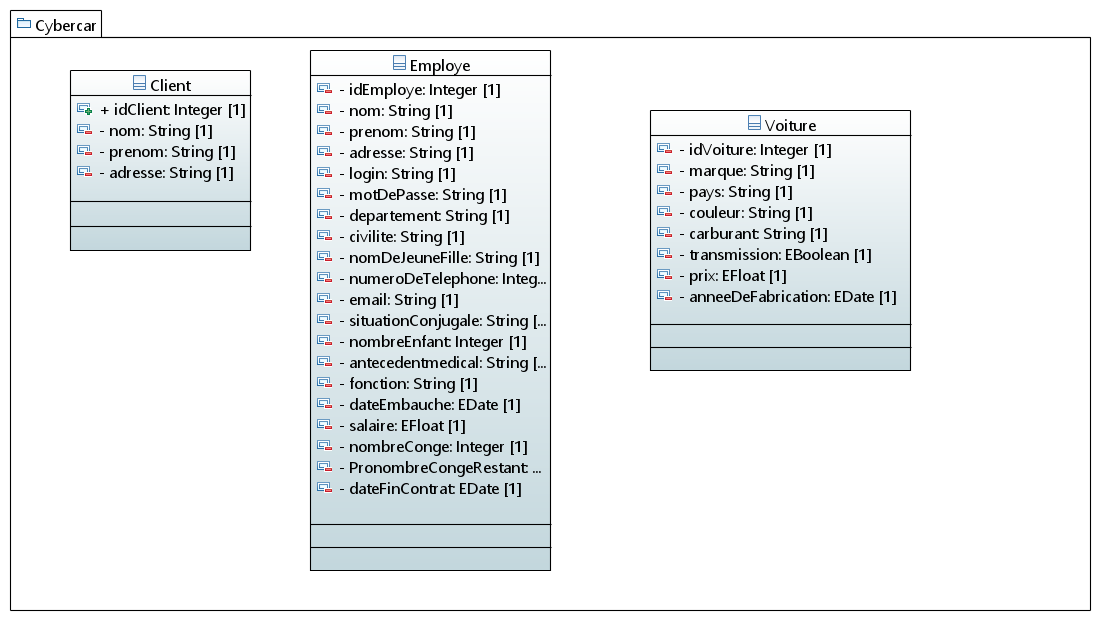 Cybercar
Client
+ idClient: Integer [1]
- nom: String [1]
- prenom: String [1]
- adresse: String [1]
Employe
- idEmploye: Integer [1]
- nom: String [1]
- prenom: String [1]
- adresse: String [1]
- login: String [1]
- motDePasse: String [1]
- departement: String [1]
- civilite: String [1]
- nomDeJeuneFille: String [1]
- numeroDeTelephone: Integ...
- email: String [1]
- situationConjugale: String [...
- nombreEnfant: Integer [1]
- antecedentmedical: String [...
- fonction: String [1]
- dateEmbauche: EDate [1]
- salaire: EFloat [1]
- nombreConge: Integer [1]
- PronombreCongeRestant: ...
- dateFinContrat: EDate [1]
Voiture
- idVoiture: Integer [1]
- marque: String [1]
- pays: String [1]
- couleur: String [1]
- carburant: String [1]
- transmission: EBoolean [1]
- prix: EFloat [1]
- anneeDeFabrication: EDate [1]